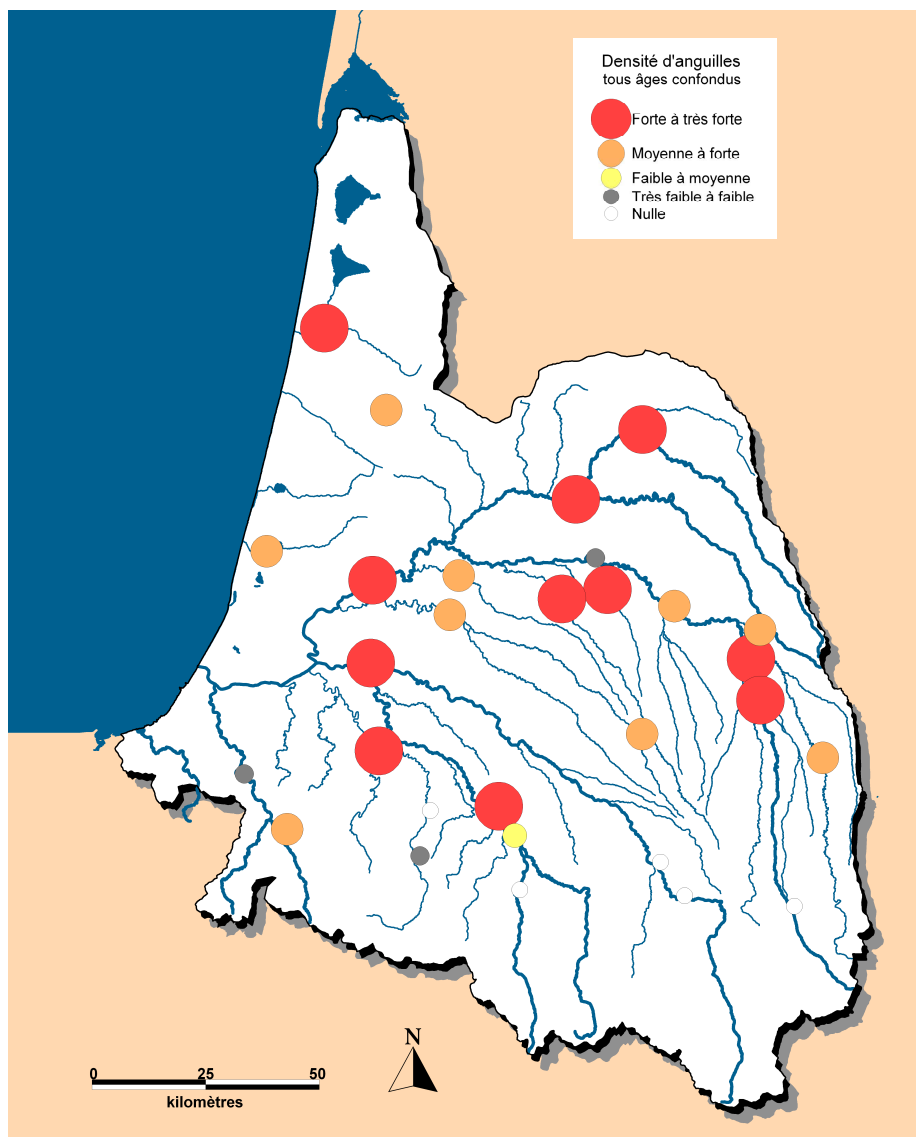 Densité d'anguilles
tous âges confondus
Forte à très forte
Moyenne à forte
Faible à moyenne
Très faible à faible
Nulle
N
0 25 50
kilomètres